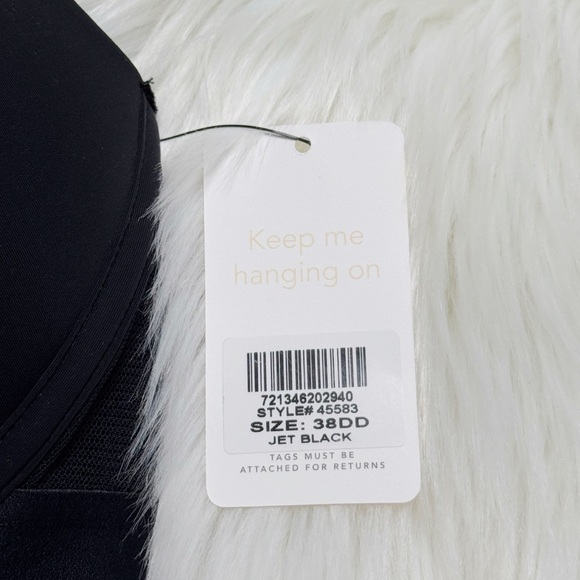 Keep me
hanging on
721346202940
STYLE# 45583
SIZE: 38DD
JET BLACK
TAGS MUST BE
ATTACHED FOR RETURNS